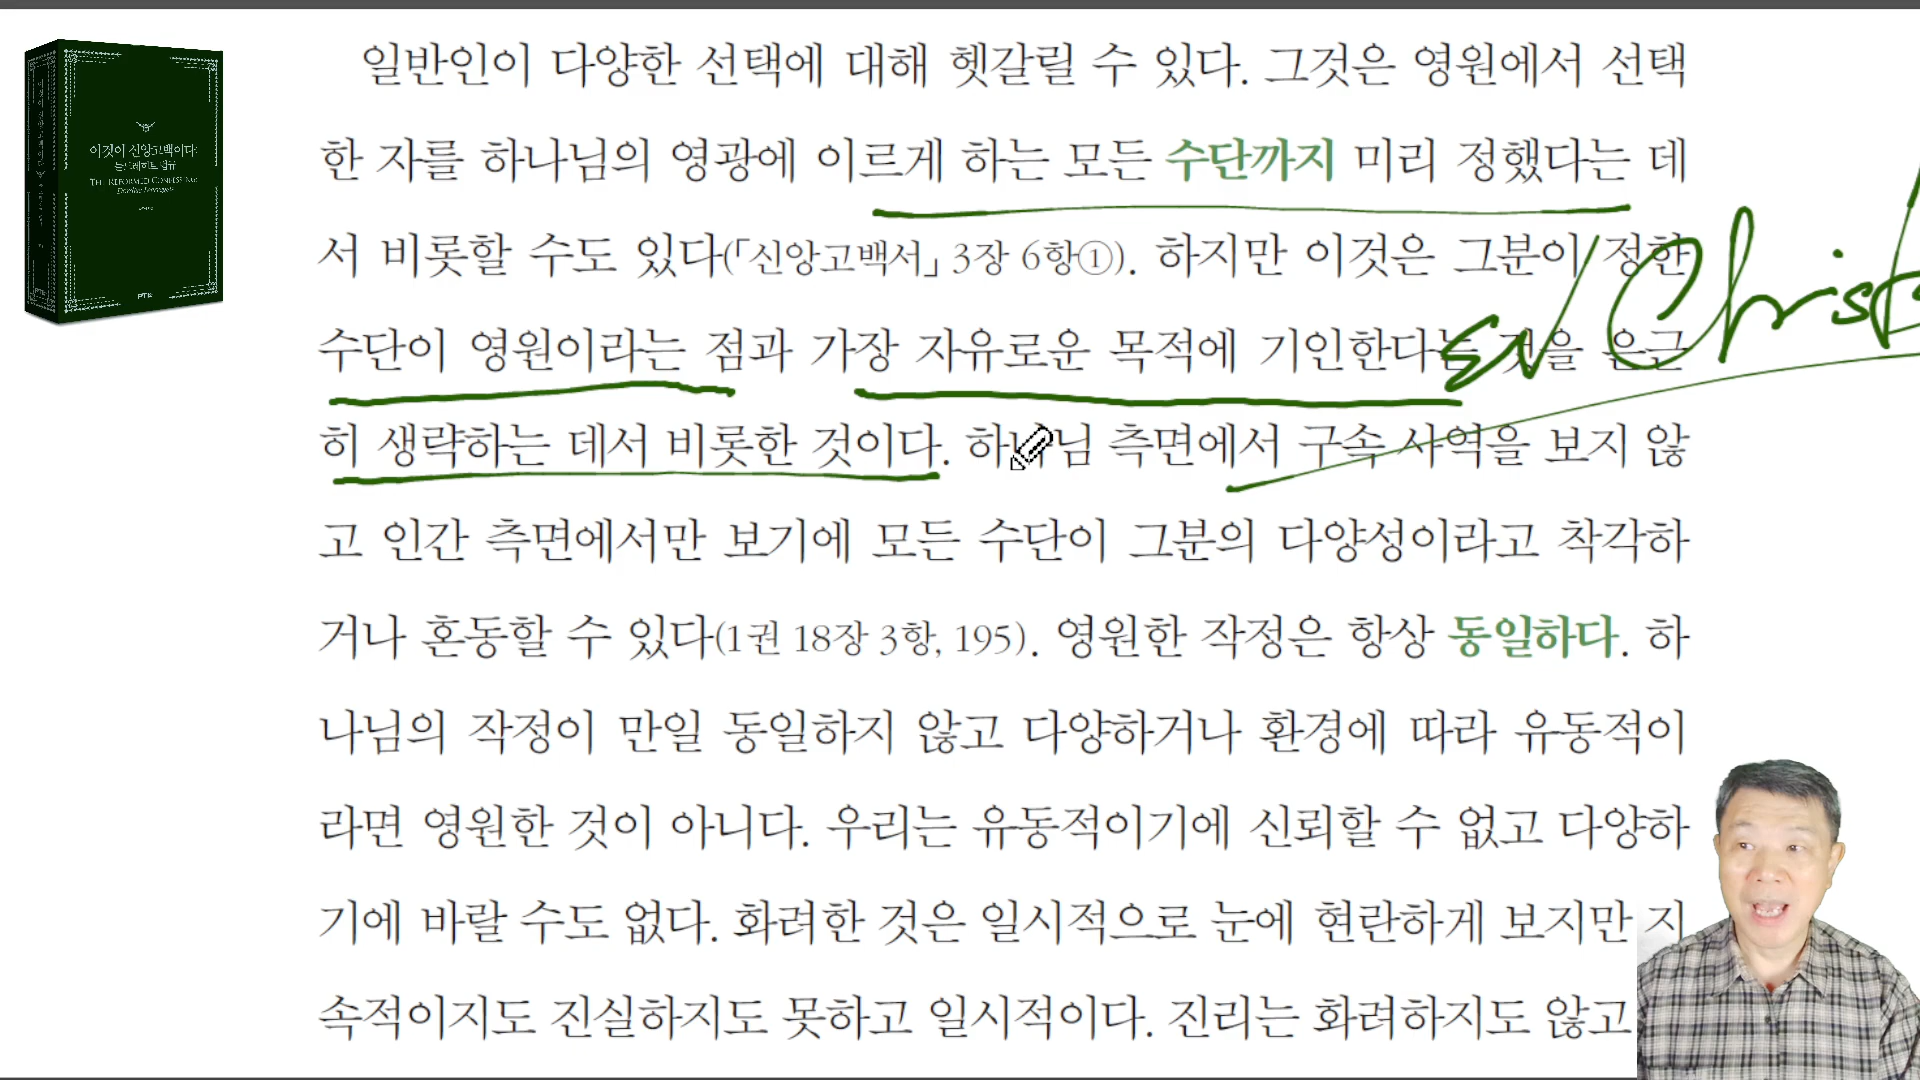 이것이 신앙고백이다:
도르트레히트 법규
THE REFORMED CONFESSING:
일반인이 다양한 선택에 대해 헷갈릴 수 있다. 그것은 영원에서 선택
한 자를 하나님의 영광에 이르게 하는 모든 수단까지 미리 정했다는 데
서 비롯할 수도 있다(「신앙고백서」 3장 6항①). 하지만 이것은 그분이 정한
수단이 영원이라는 점과 가장 자유로운 목적에 기인한다는 것을 은근
히 생략하는 데서 비롯한 것이다. 하나님 측면에서 구속 사역을 보지 않
고 인간 측면에서만 보기에 모든 수단이 그분의 다양성이라고 착각하
거나 혼동할 수 있다(1권 18장 3항, 195). 영원한 작정은 항상 동일하다. 하
나님의 작정이 만일 동일하지 않고 다양하거나 환경에 따라 유동적이
라면 영원한 것이 아니다. 우리는 유동적이기에 신뢰할 수 없고 다양하
기에 바랄 수도 없다. 화려한 것은 일시적으로 눈에 현란하게 보지만 지
속적이지도 진실하지도 못하고 일시적이다. 진리는 화려하지도 않고
εν Christ